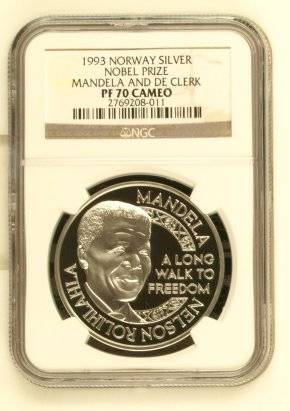 1993 NORWAY SILVER
NOBEL PRIZE
MANDELA AND DE CLERK
PF 70 CAMEO
2769208-011
NGC
MANDELA
A LONG
WALK TO
FREEDOM
NELSON ROLIHLAHLA